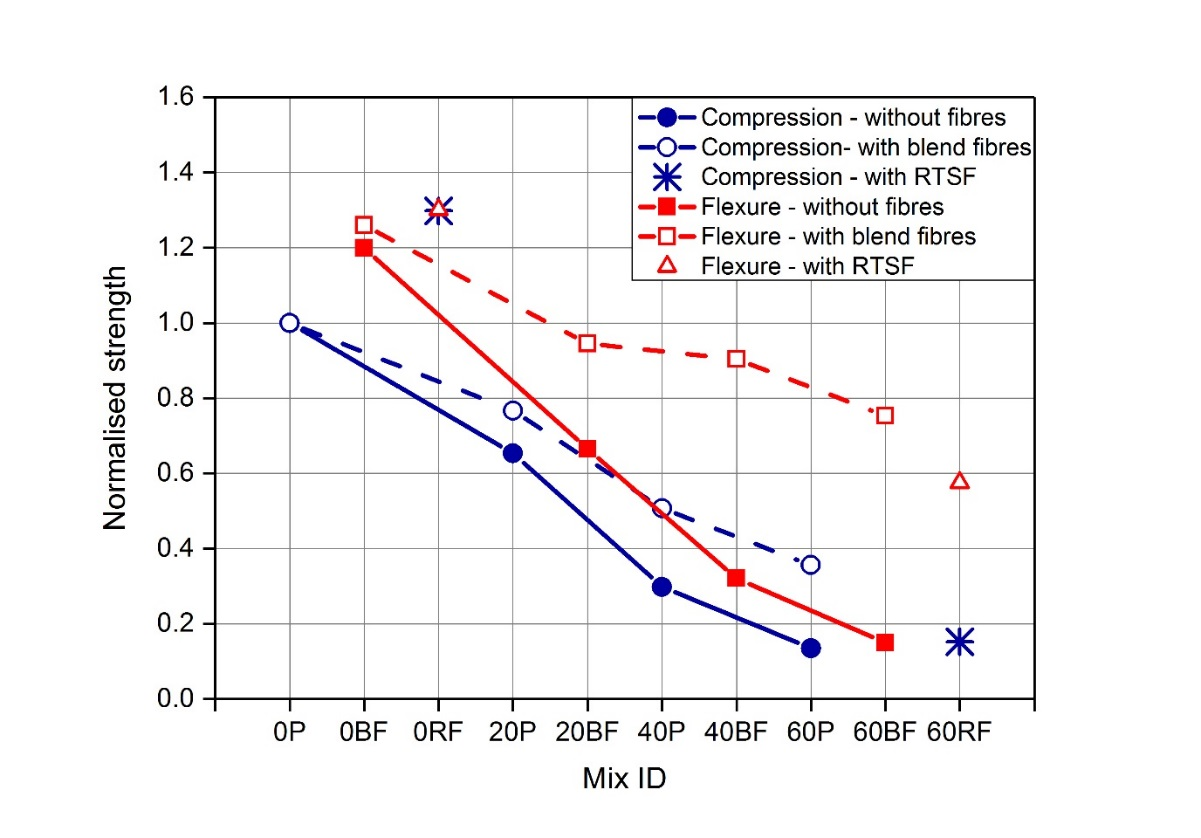 1.6
1.4
1.2
1.0
0.8
0.6
0.4
0.2
0.0
Normalised strength
Compression - without fibres
Compression- with blend fibres
Compression - with RTSF
Flexure - without fibres
Flexure - with blend fibres
Flexure - with RTSF
0P 0BF 0RF 20P 20BF 40P 40BF 60P 60BF 60RF
Mix ID